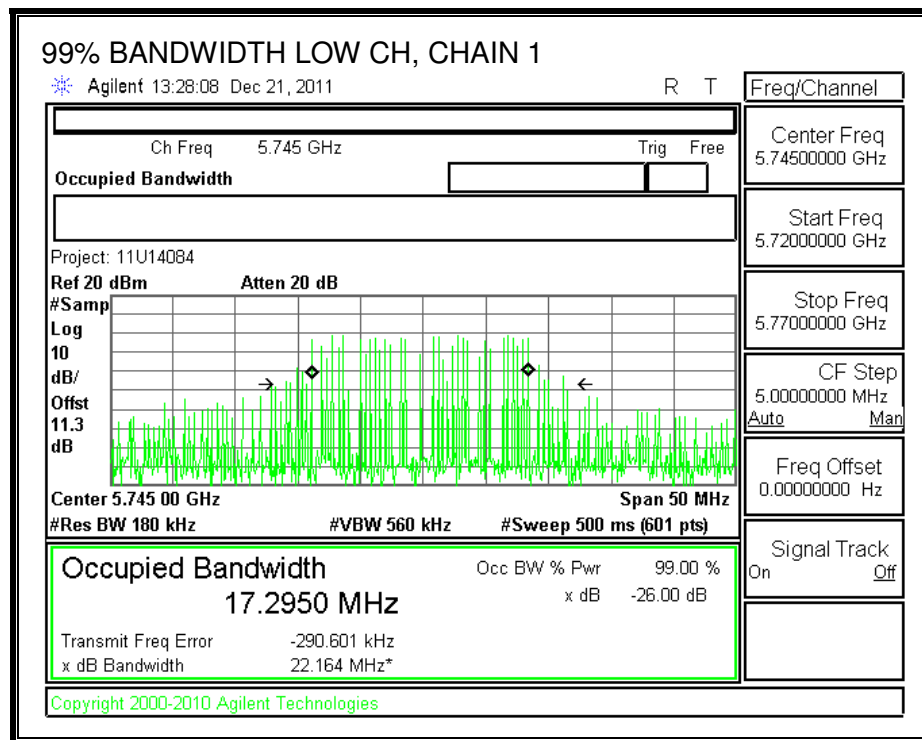 99% BANDWIDTH LOW CH, CHAIN 1
Agilent 13:28:08 Dec 21, 2011 R T
Freq/Channel
Ch Freq 5.745 GHz Trig Free
Occupied Bandwidth
Center Freq
5.74500000 GHz
Start Freq
5.72000000 GHz
Project: 11U14084
Ref 20 dBm Atten 20 dB
#Samp
Log
10
dB/
Offst
11.3
dB
Stop Freq
5.77000000 GHz
CF Step
5.00000000 MHz
Auto Man
Freq Offset
0.00000000 Hz
Center 5.745 00 GHz Span 50 MHz
#Res BW 180 kHz #VBW 560 kHz #Sweep 500 ms (601 pts)
Signal Track
On Off
Occupied Bandwidth
17.2950 MHz
Occ BW % Pwr 99.00 %
x dB -26.00 dB
Transmit Freq Error -290.601 kHz
x dB Bandwidth 22.164 MHz*
Copyright 2000-2010 Agilent Technologies